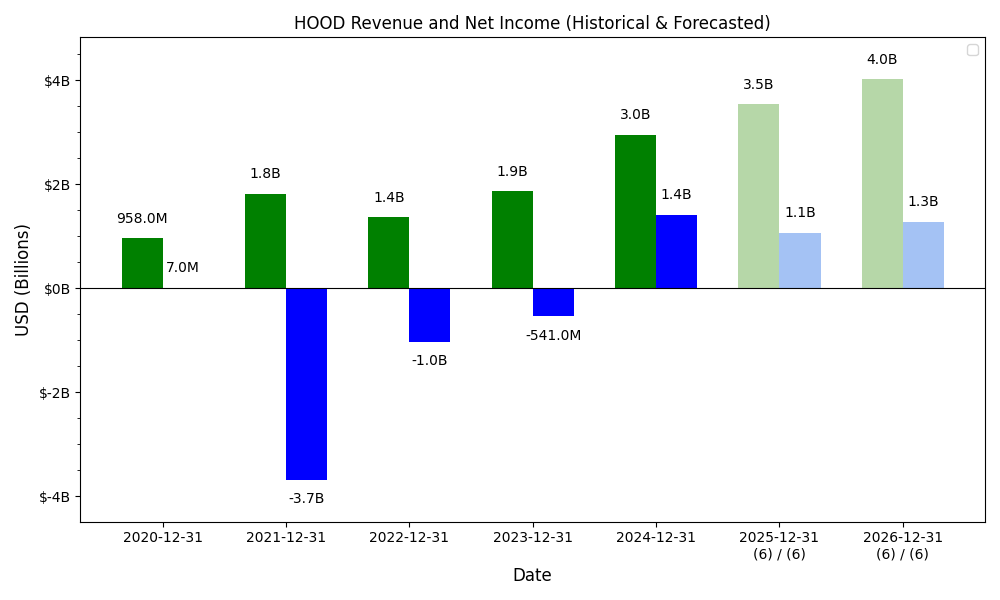 HOOD Revenue and Net Income (Historical & Forecasted)
USD (Billions)
$4B
$2B
$0B
$-2B
$-4B
958.0M
7.0M
1.8B
-3.7B
1.4B
-1.0B
1.9B
-541.0M
3.0B
1.4B
3.5B
1.1B
4.0B
1.3B
2020-12-31
2021-12-31
2022-12-31
2023-12-31
2024-12-31
2025-12-31
(6) / (6)
2026-12-31
(6) / (6)
Date